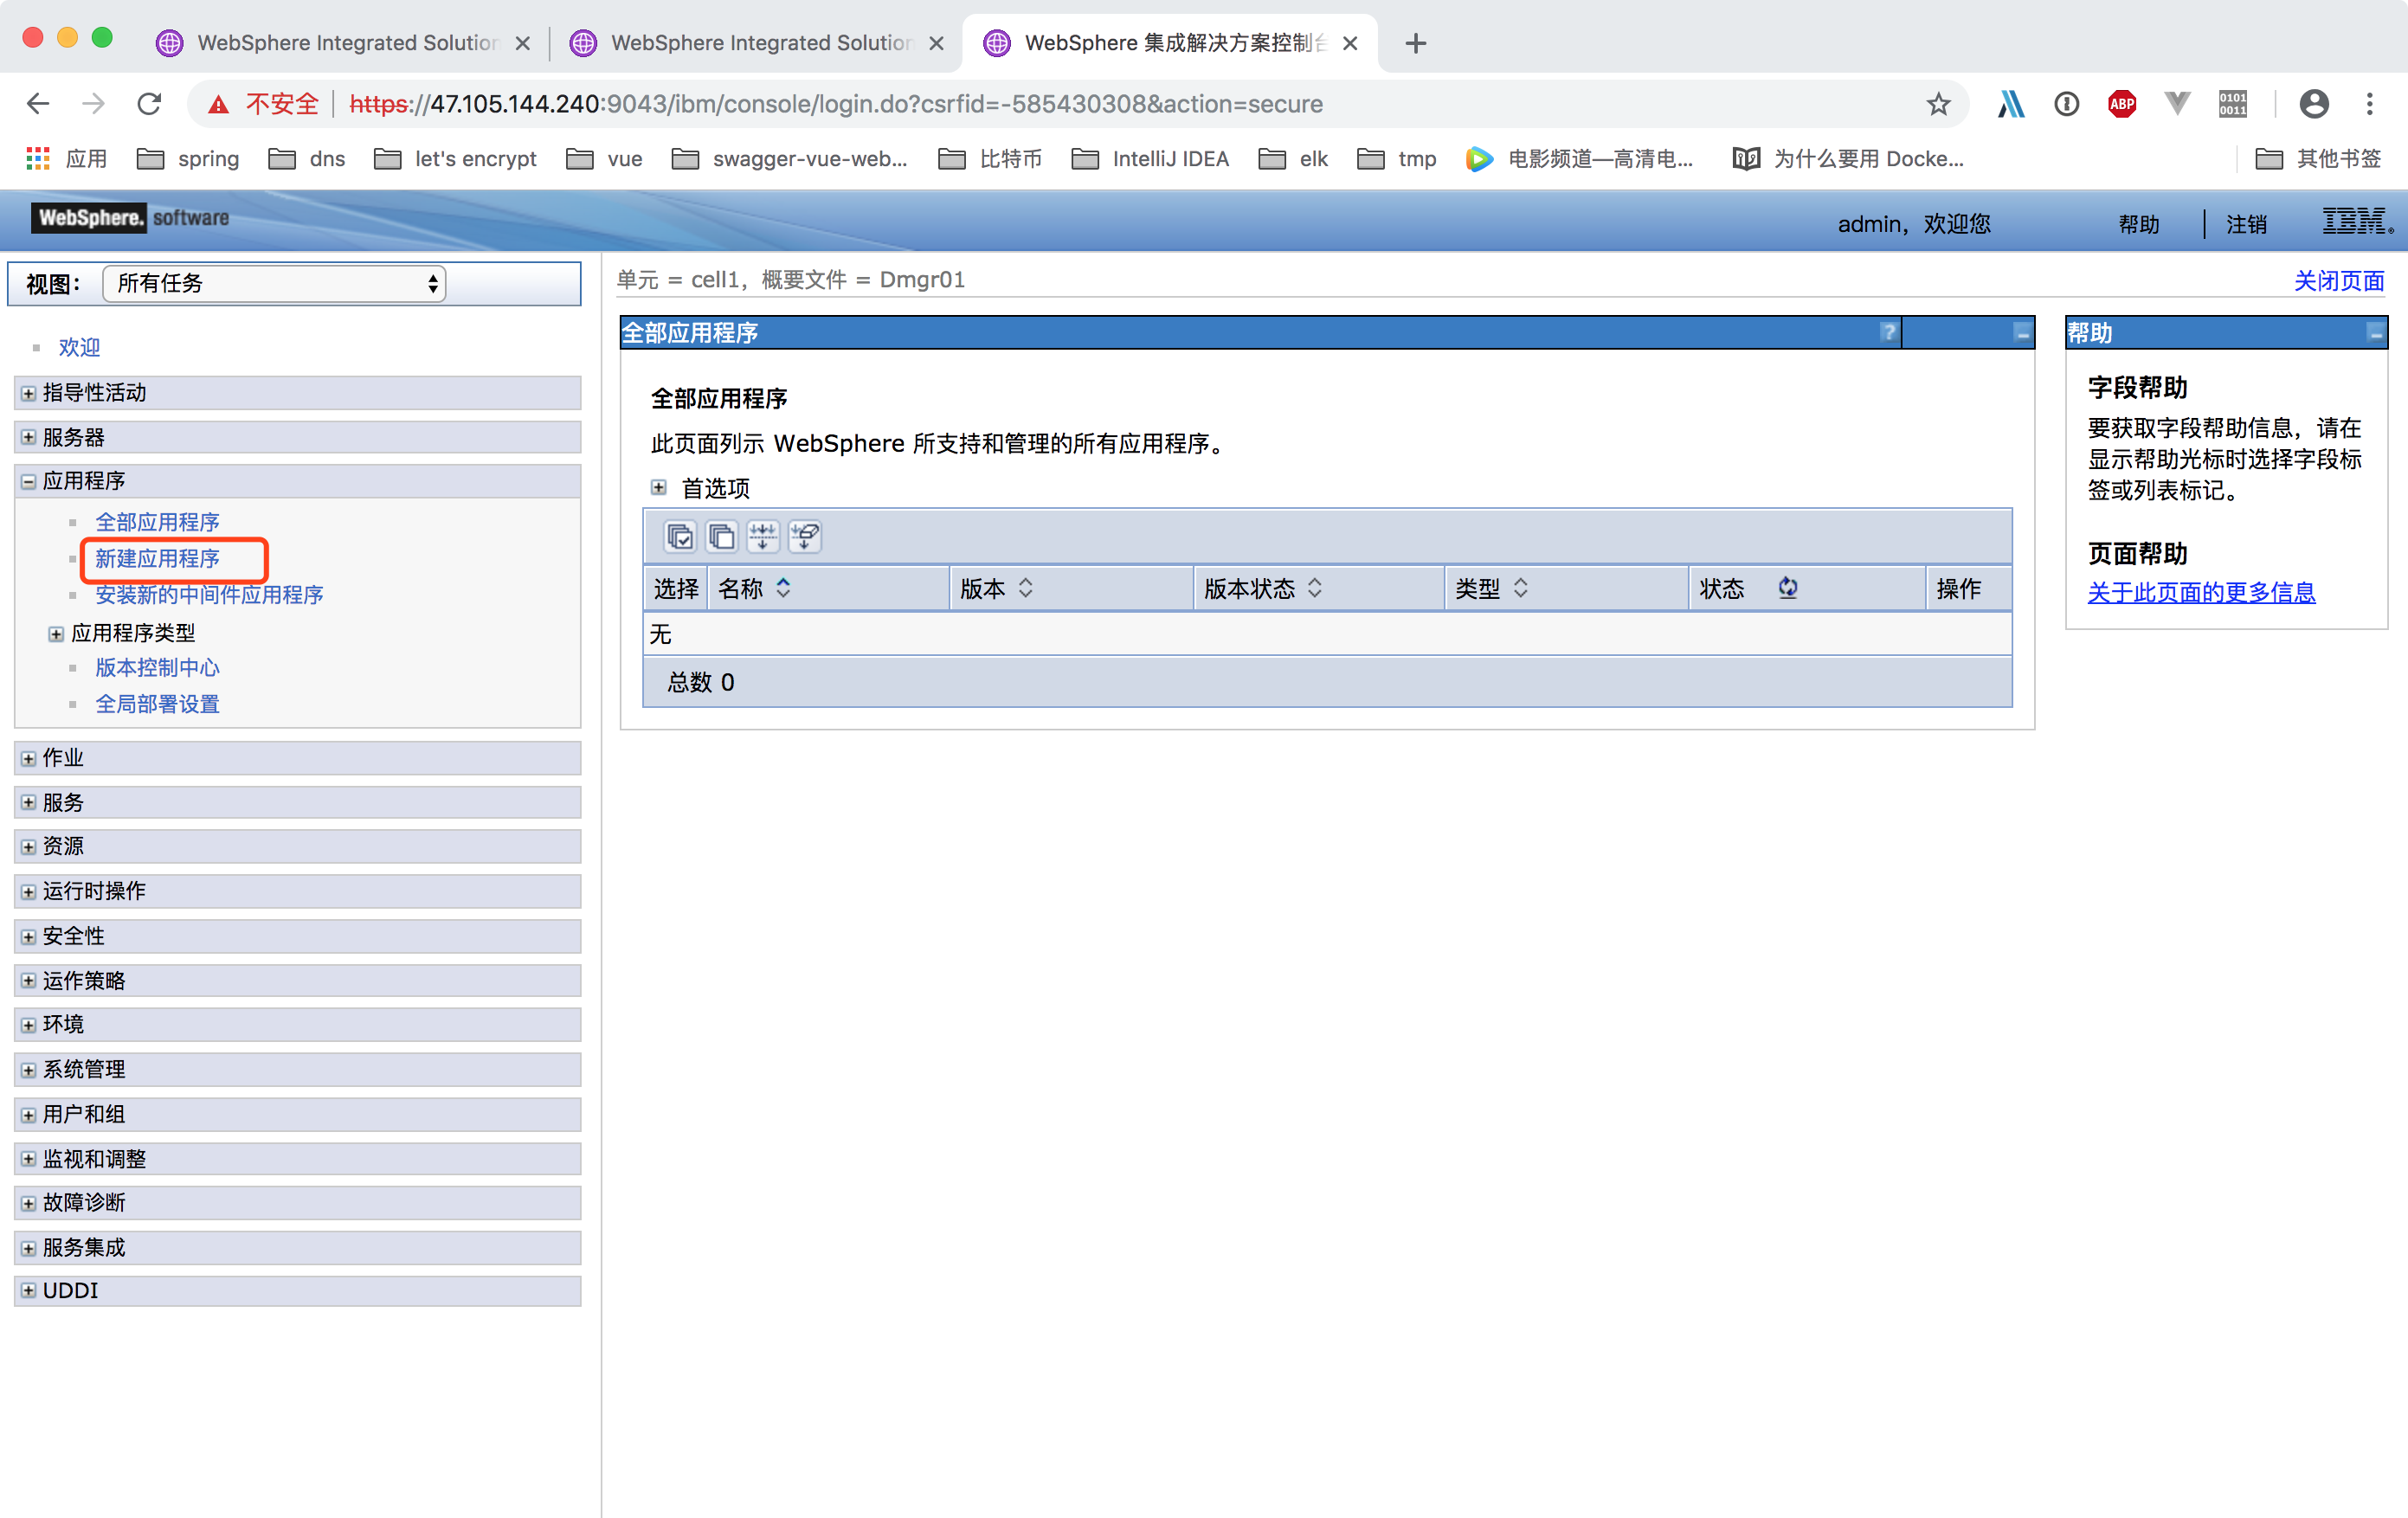 WebSphere Integrated Solution
WebSphere Integrated Solution
WebSphere 集成解决方案控制台
不安全
https://47.105.144.240:9043/ibm/console/login.do?csrfid=-585430308&action=secure
ABP
0101
0011
应用
spring
dns
let's encrypt
vue
swagger-vue-web...
比特币
IntelliJ IDEA
elk
tmp
电影频道—高清电...
为什么要用 Docke...
其他书签
WebSphere. software
admin，欢迎您
帮助
注销
IBM.
视图：
所有任务
欢迎
指导性活动
服务器
应用程序
全部应用程序
新建应用程序
安装新的中间件应用程序
应用程序类型
版本控制中心
全局部署设置
作业
服务
资源
运行时操作
安全性
运作策略
环境
系统管理
用户和组
监视和调整
故障诊断
服务集成
UDDI
单元 = cell1，概要文件 = Dmgr01
关闭页面
全部应用程序
?
全部应用程序
此页面列示 WebSphere 所支持和管理的所有应用程序。
首选项
选择 名称 版本 版本状态 类型 状态 操作
无
总数 0
帮助
字段帮助
要获取字段帮助信息，请在
显示帮助光标时选择字段标
签或列表标记。
页面帮助
关于此页面的更多信息